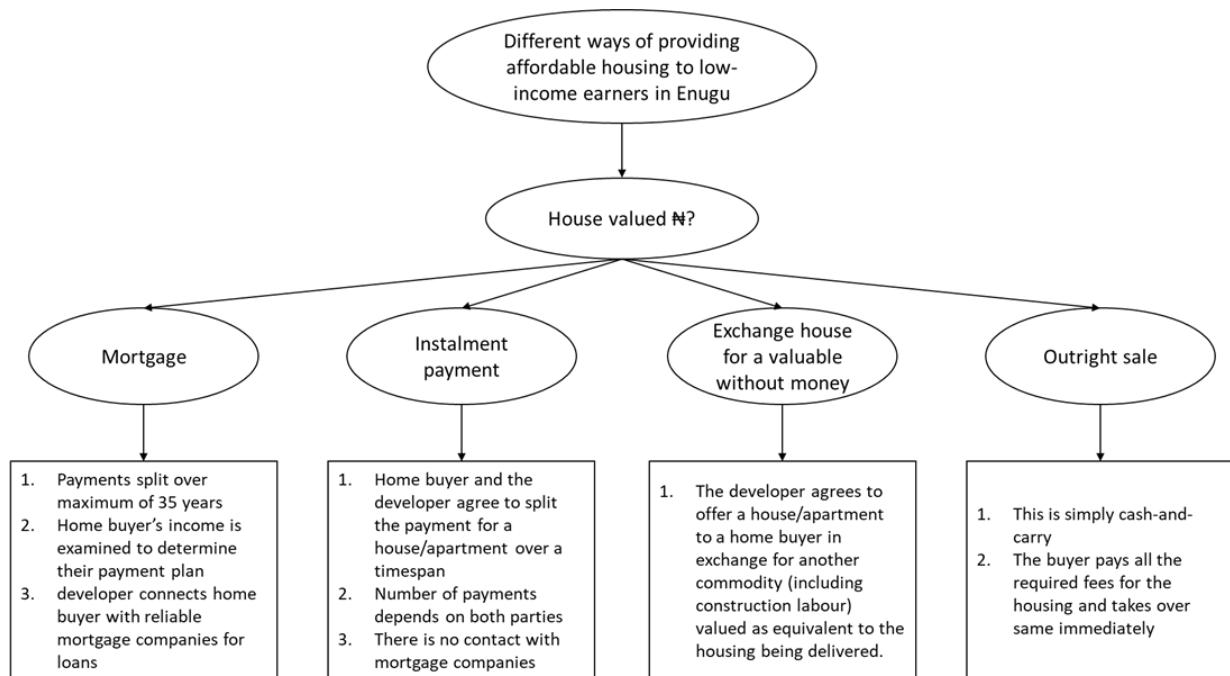 Different ways of providing
affordable housing to low-
income earners in Enugu
House valued ₦?
Mortgage
Instalment
payment
Exchange house
for a valuable
without money
Outright sale
1. Payments split over
maximum of 35 years
2. Home buyer's income is
examined to determine
their payment plan
3. developer connects home
buyer with reliable
mortgage companies for
loans
1. Home buyer and the
developer agree to split
the payment for a
house/apartment over a
timespan
2. Number of payments
depends on both parties
3. There is no contact with
mortgage companies
1. The developer agrees to
offer a house/apartment
to a home buyer in
exchange for another
commodity (including
construction labour)
valued as equivalent to the
housing being delivered.
1. This is simply cash-and-
carry
2. The buyer pays all the
required fees for the
housing and takes over
same immediately